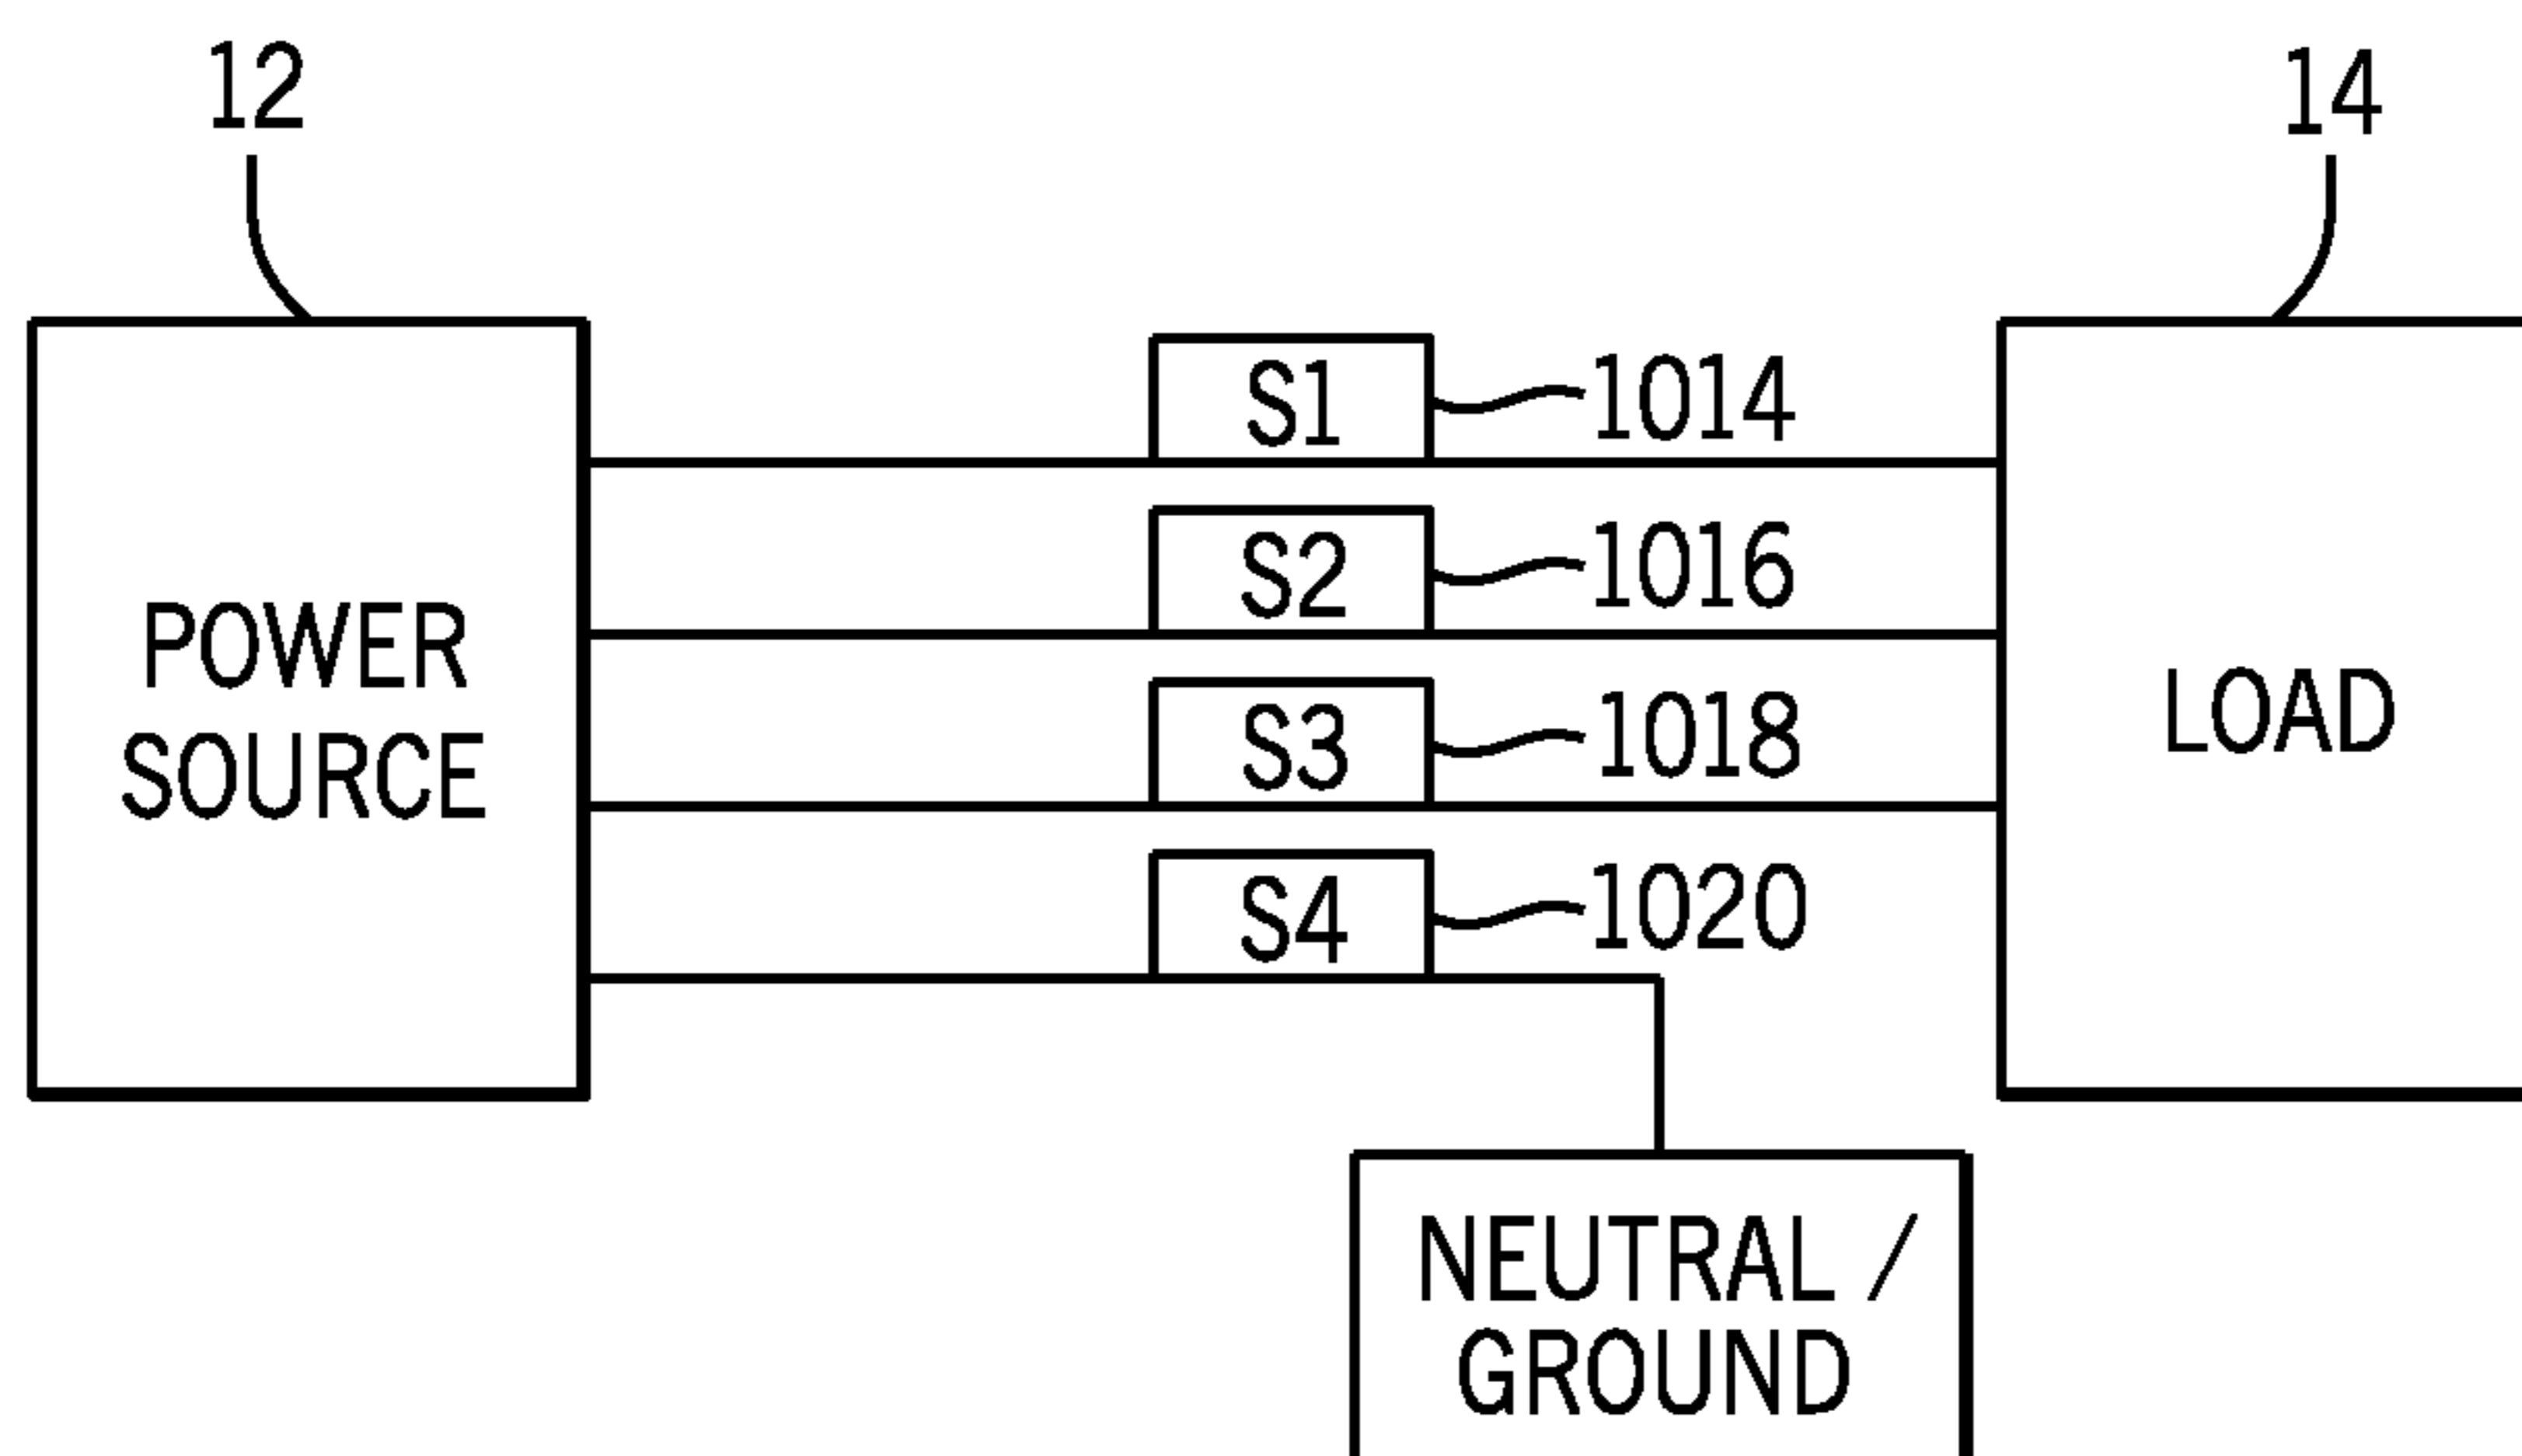 12
14
S1 1014
S2 1016
POWER
SOURCE
S3 1018
LOAD
S4 1020
NEUTRAL /
GROUND